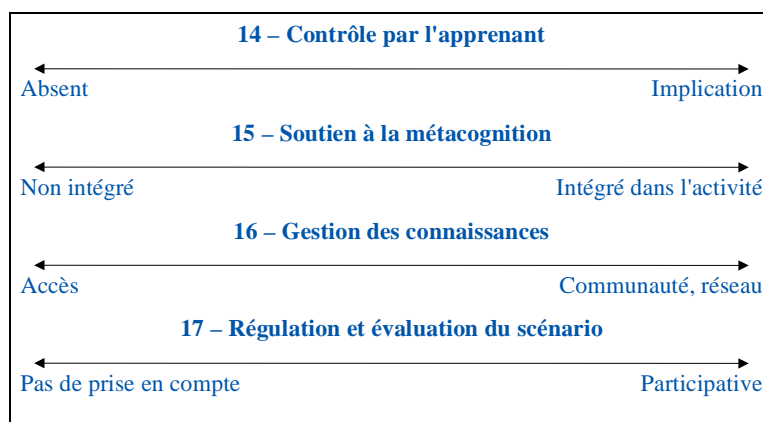 14 – Contrôle par l'apprenant
Absent Implication
15 – Soutien à la métacognition
Non intégré Intégré dans l'activité
16 – Gestion des connaissances
Accès Communauté, réseau
17 – Régulation et évaluation du scénario
Pas de prise en compte Participative